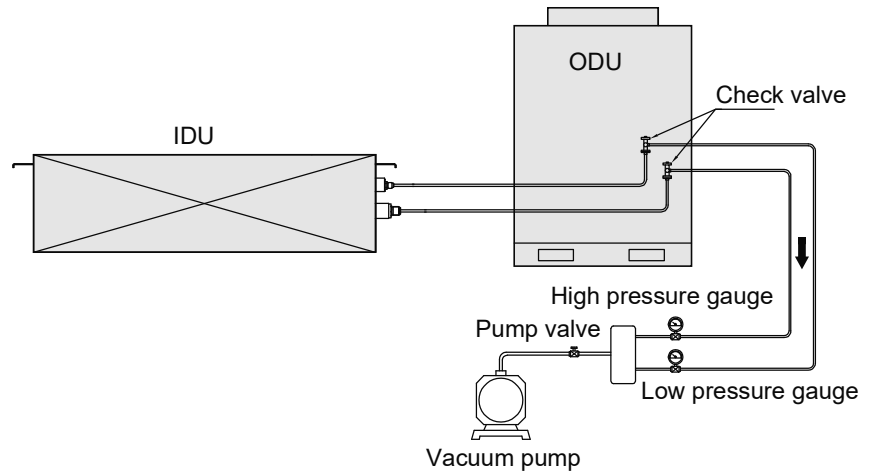 ODU
Check valve
IDU
High pressure gauge
Pump valve
Low pressure gauge
Vacuum pump